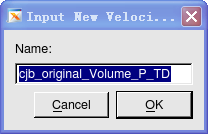 Input New Veloci...
Name:
cjb_original_Volume_P_TD
Cancel
OK